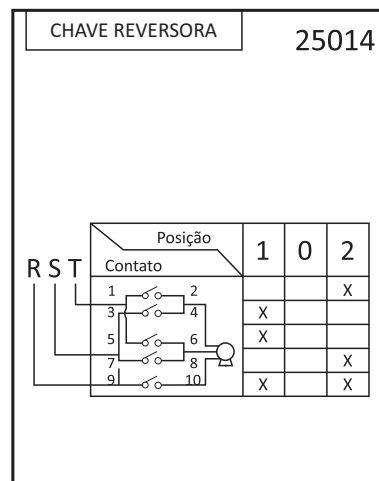 CHAVE REVERSORA
25014
Posição
Contato
1 0 2
R S T
1 2 X
3 4 X
5 6 X
7 8 X
9 10 X X